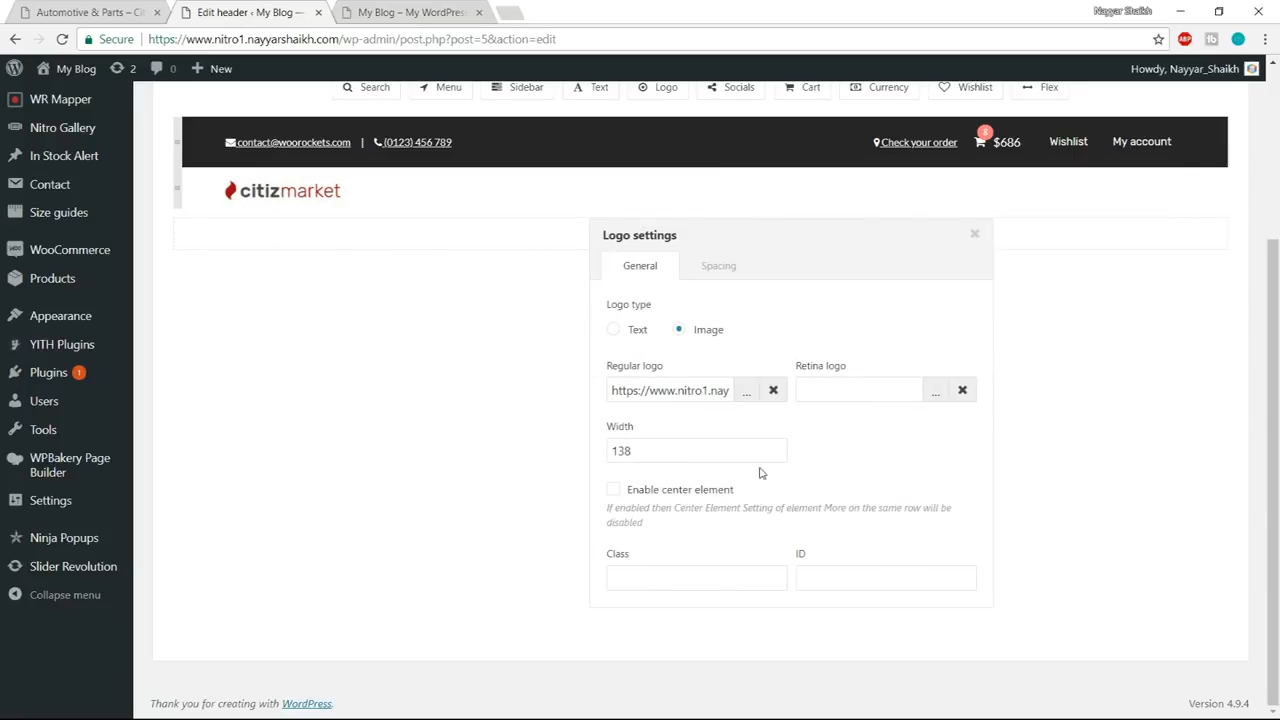 Automotive & Parts – Ci
Edit header ‹ My Blog —
My Blog – My WordPres
Nayyar Shaikh
Secure
https://www.nitro1.nayyarshaikh.com/wp-admin/post.php?post=5&action=edit
ABP
My Blog
2
0
New
Howdy, Nayyar_Shaikh
WR Mapper
Nitro Gallery
In Stock Alert
Contact
Size guides
WooCommerce
Products
Appearance
YITH Plugins
Plugins 1
Users
Tools
WPBakery Page
Builder
Settings
Ninja Popups
Slider Revolution
Collapse menu
Search
Menu
Sidebar
Text
Logo
Socials
Cart
Currency
Wishlist
Flex
contact@woorockets.com | (0123) 456 789
Check your order
8
$686
Wishlist
My account
citizmarket
Logo settings
General
Spacing
Logo type
Text
Image
Regular logo
Retina logo
https://www.nitro1.nay
...
...
Width
138
Enable center element
If enabled then Center Element Setting of element More on the same row will be
disabled
Class
ID
Thank you for creating with WordPress.
Version 4.9.4